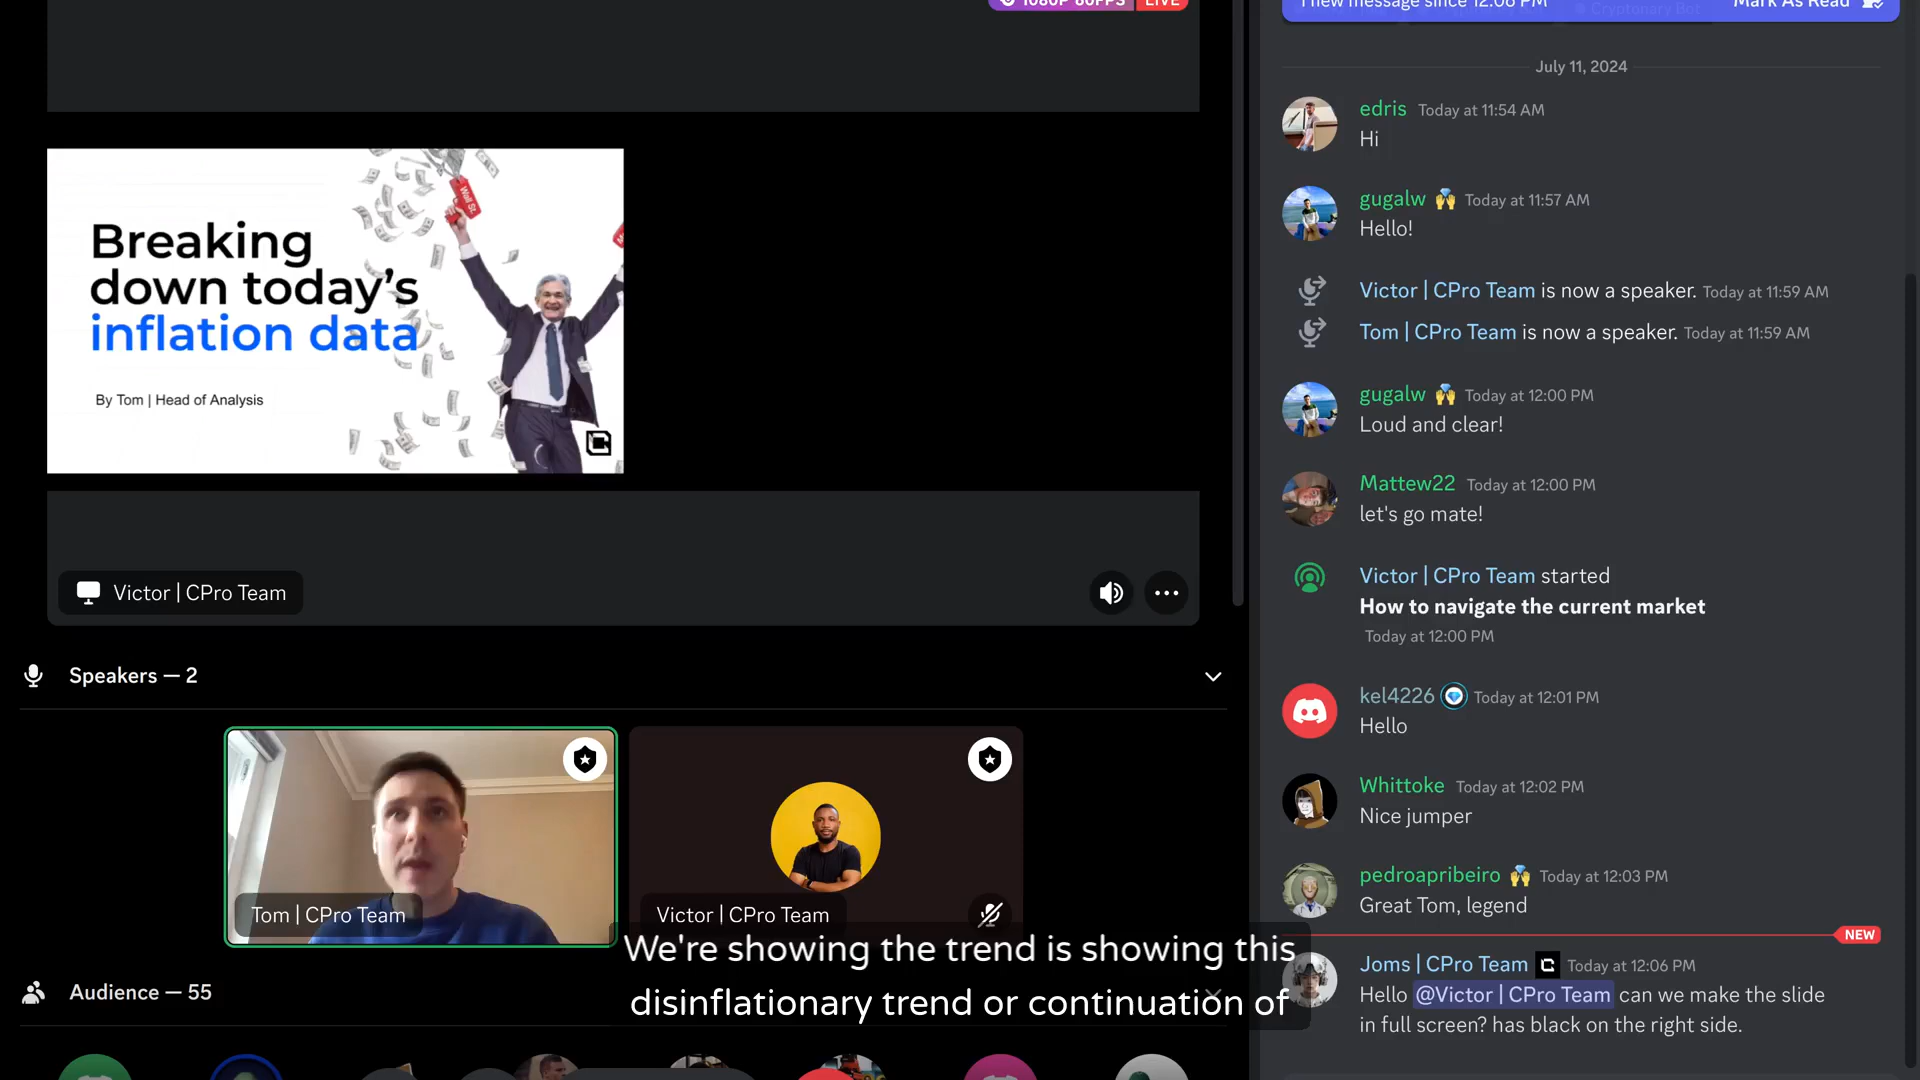 1080P 60FPS LIVE
1 new message since 12:06 PM
Mark As Read
July 11, 2024
Wall St.
Breaking
down today's
inflation data
By Tom | Head of Analysis
Victor | CPro Team
Speakers — 2
Tom | CPro Team
Victor | CPro Team
Audience — 55
We're showing the trend is showing this
disinflationary trend or continuation of
edris Today at 11:54 AM
Hi
gugalw Today at 11:57 AM
Hello!
Victor | CPro Team is now a speaker. Today at 11:59 AM
Tom | CPro Team is now a speaker. Today at 11:59 AM
gugalw Today at 12:00 PM
Loud and clear!
Mattew22 Today at 12:00 PM
let's go mate!
Victor | CPro Team started
How to navigate the current market
Today at 12:00 PM
kel4226 Today at 12:01 PM
Hello
Whittoke Today at 12:02 PM
Nice jumper
pedroapribeiro Today at 12:03 PM
Great Tom, legend
NEW
Joms | CPro Team Today at 12:06 PM
Hello @Victor | CPro Team can we make the slide
in full screen? has black on the right side.